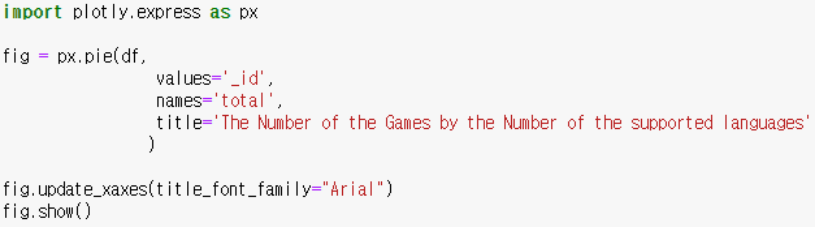 import plotly.express as px
fig = px.pie(df,
values='_id',
names='total',
title='The Number of the Games by the Number of the supported languages'
)
fig.update_xaxes(title_font_family="Arial")
fig.show()